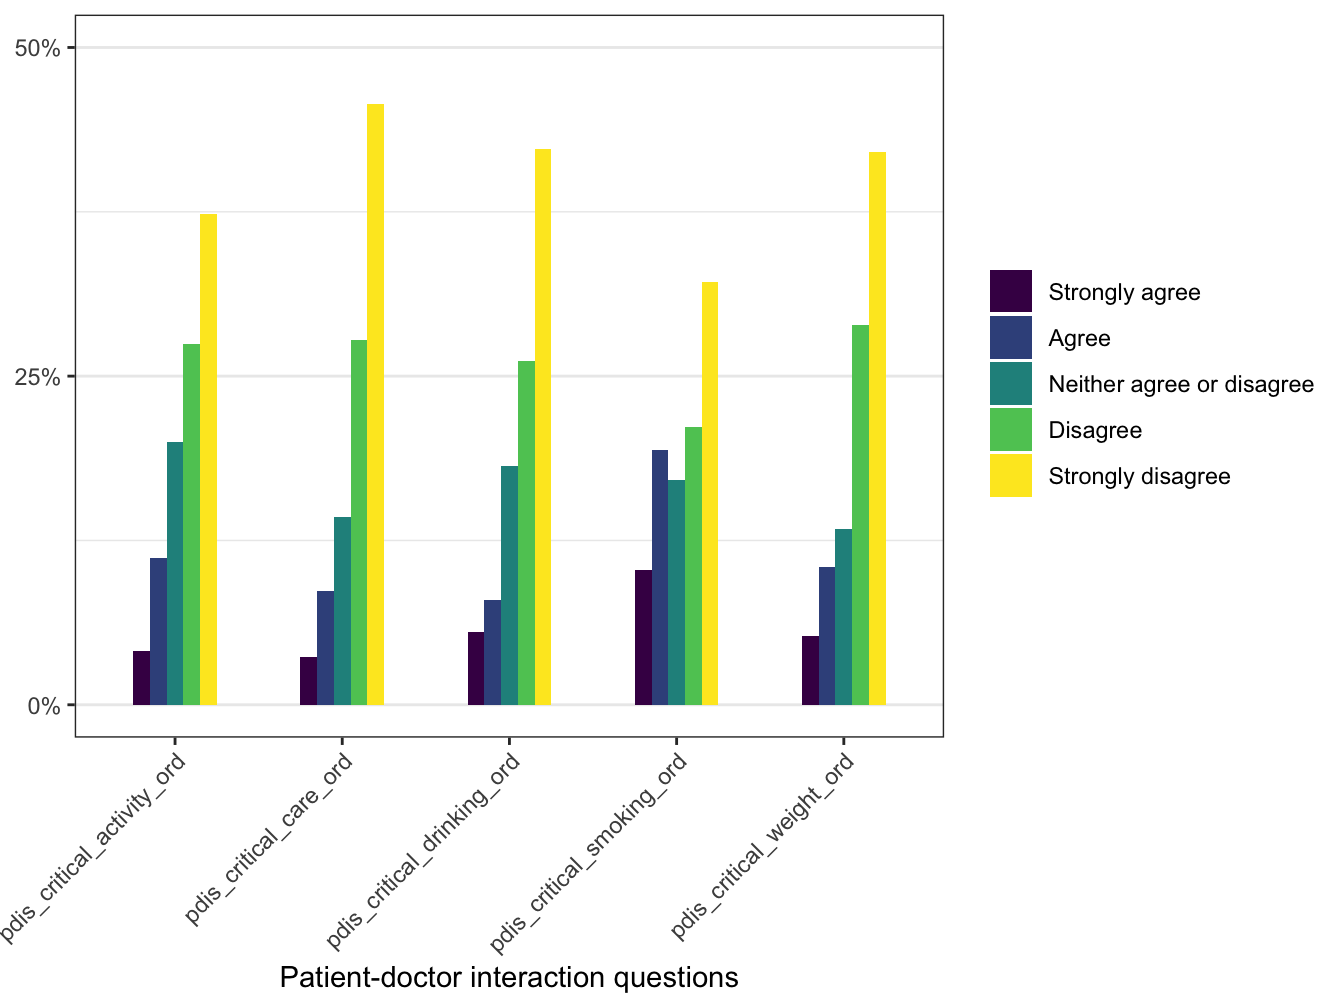 50%
25%
0%
pdis_critical_activity_ord
pdis_critical_care_ord
pdis_critical_drinking_ord
pdis_critical_smoking_ord
pdis_critical_weight_ord
Patient-doctor interaction questions
Strongly agree
Agree
Neither agree or disagree
Disagree
Strongly disagree